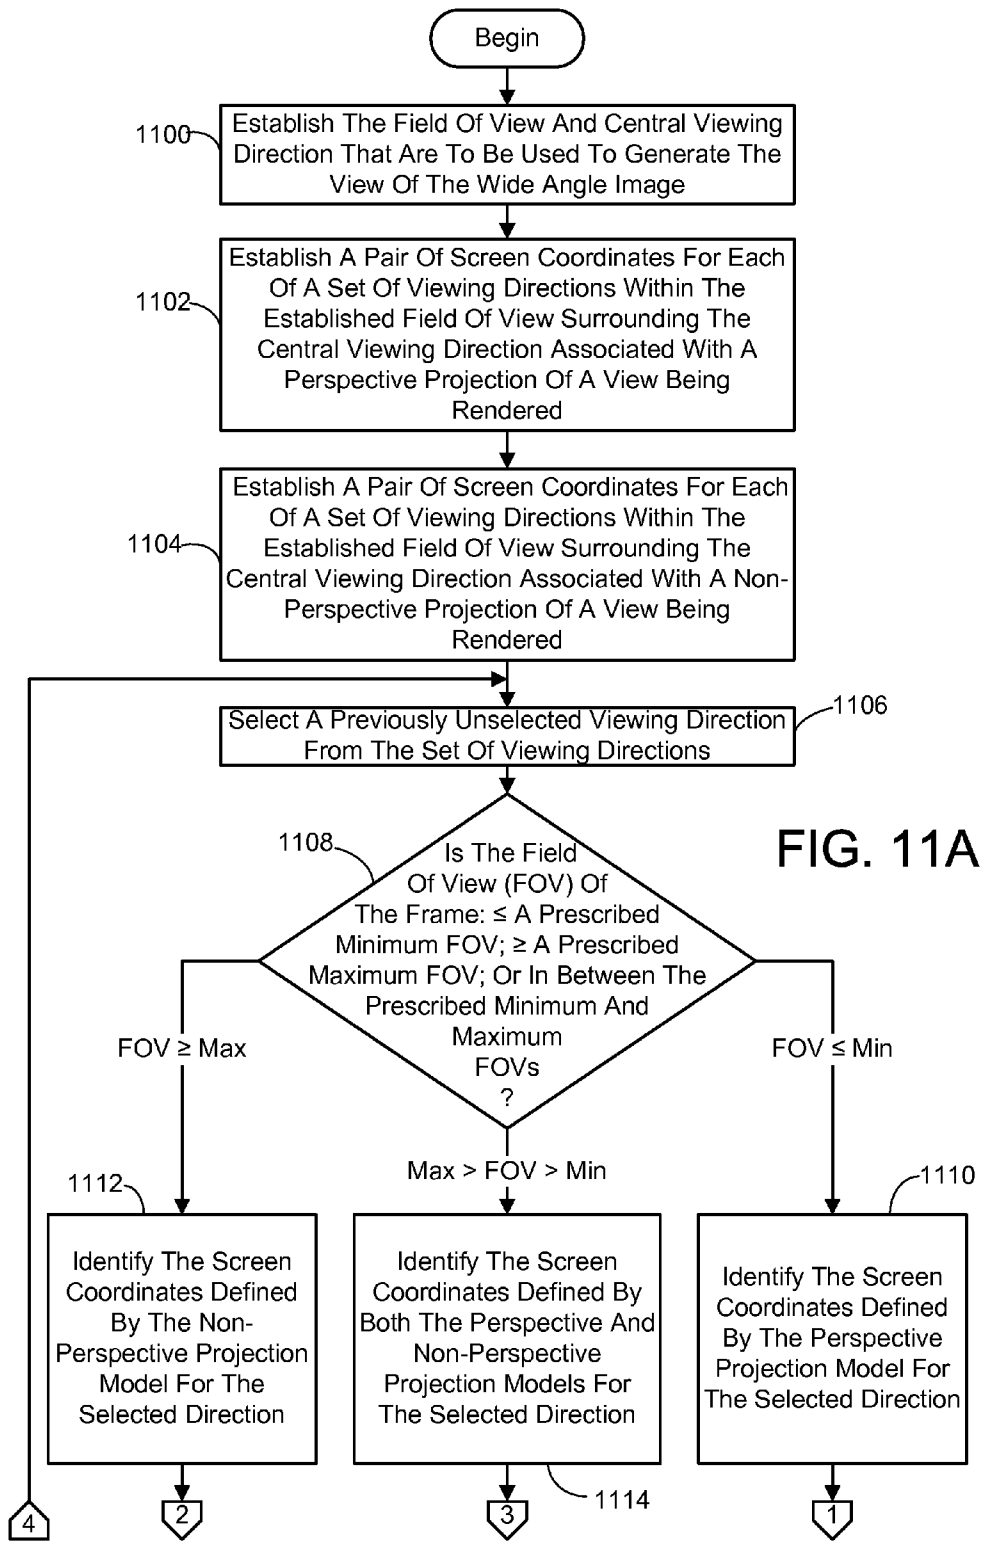 Begin
1100
Establish The Field Of View And Central Viewing
Direction That Are To Be Used To Generate The
View Of The Wide Angle Image
1102
Establish A Pair Of Screen Coordinates For Each
Of A Set Of Viewing Directions Within The
Established Field Of View Surrounding The
Central Viewing Direction Associated With A
Perspective Projection Of A View Being
Rendered
1104
Establish A Pair Of Screen Coordinates For Each
Of A Set Of Viewing Directions Within The
Established Field Of View Surrounding The
Central Viewing Direction Associated With A Non-
Perspective Projection Of A View Being
Rendered
1106
Select A Previously Unselected Viewing Direction
From The Set Of Viewing Directions
FIG. 11A
1108
Is The Field
Of View (FOV) Of
The Frame: ≤ A Prescribed
Minimum FOV; ≥ A Prescribed
Maximum FOV; Or In Between The
Prescribed Minimum And
Maximum
FOVs
?
FOV ≥ Max
Max > FOV > Min
FOV ≤ Min
1112
Identify The Screen
Coordinates Defined
By The Non-
Perspective Projection
Model For The
Selected Direction
Identify The Screen
Coordinates Defined By
Both The Perspective And
Non-Perspective
Projection Models For
The Selected Direction
1114
1110
Identify The Screen
Coordinates Defined
By The Perspective
Projection Model For
The Selected Direction
4
2
3
1